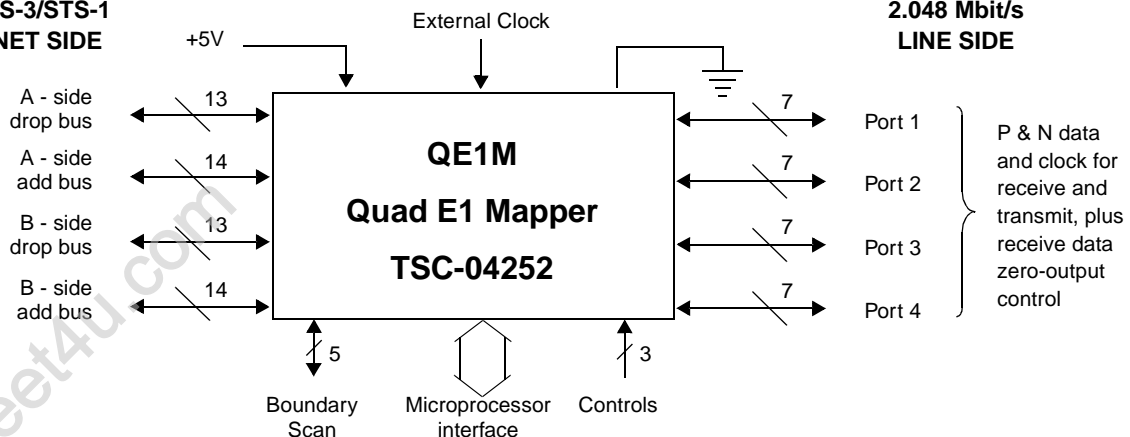 S-3/STS-1
NET SIDE
+5V
External Clock
2.048 Mbit/s
LINE SIDE
A - side
drop bus
13
A - side
add bus
14
B - side
drop bus
13
B - side
add bus
14
QE1M
Quad E1 Mapper
TSC-04252
7
Port 1
7
Port 2
7
Port 3
7
Port 4
P & N data
and clock for
receive and
transmit, plus
receive data
zero-output
control
5
Boundary
Scan
Microprocessor
interface
3
Controls
eet4u.com